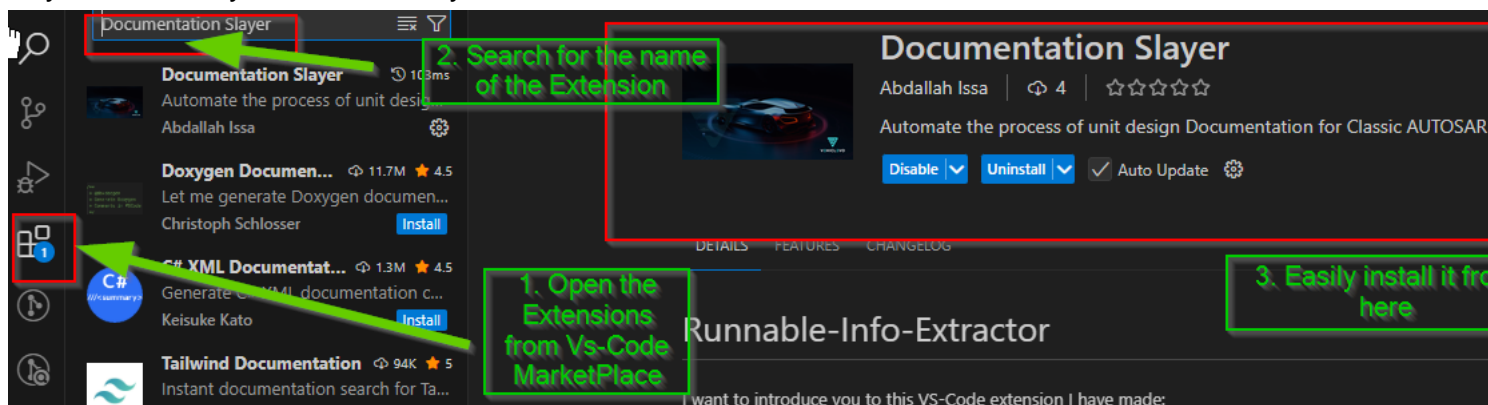 Documentation Slayer
Documentation Slayer 103ms
Automate the process of unit desig...
Abdallah Issa
Doxygen Documen... 11.7M 4.5
Let me generate Doxygen documen...
Christoph Schlosser Install
C# XML Documentat... 1.3M 4.5
Generate C# XML documentation c...
Keisuke Kato Install
Tailwind Documentation 94K 5
Instant documentation search for Ta...
C#
///<summary>
1
2. Search for the name
of the Extension
1. Open the
Extensions
from Vs-Code
MarketPlace
Documentation Slayer
Abdallah Issa 4
Automate the process of unit design Documentation for Classic AUTOSAR
Disable Uninstall Auto Update
DETAILS FEATURES CHANGELOG
3. Easily install it fro
here
Runnable-Info-Extractor
I want to introduce you to this VS-Code extension I have made: